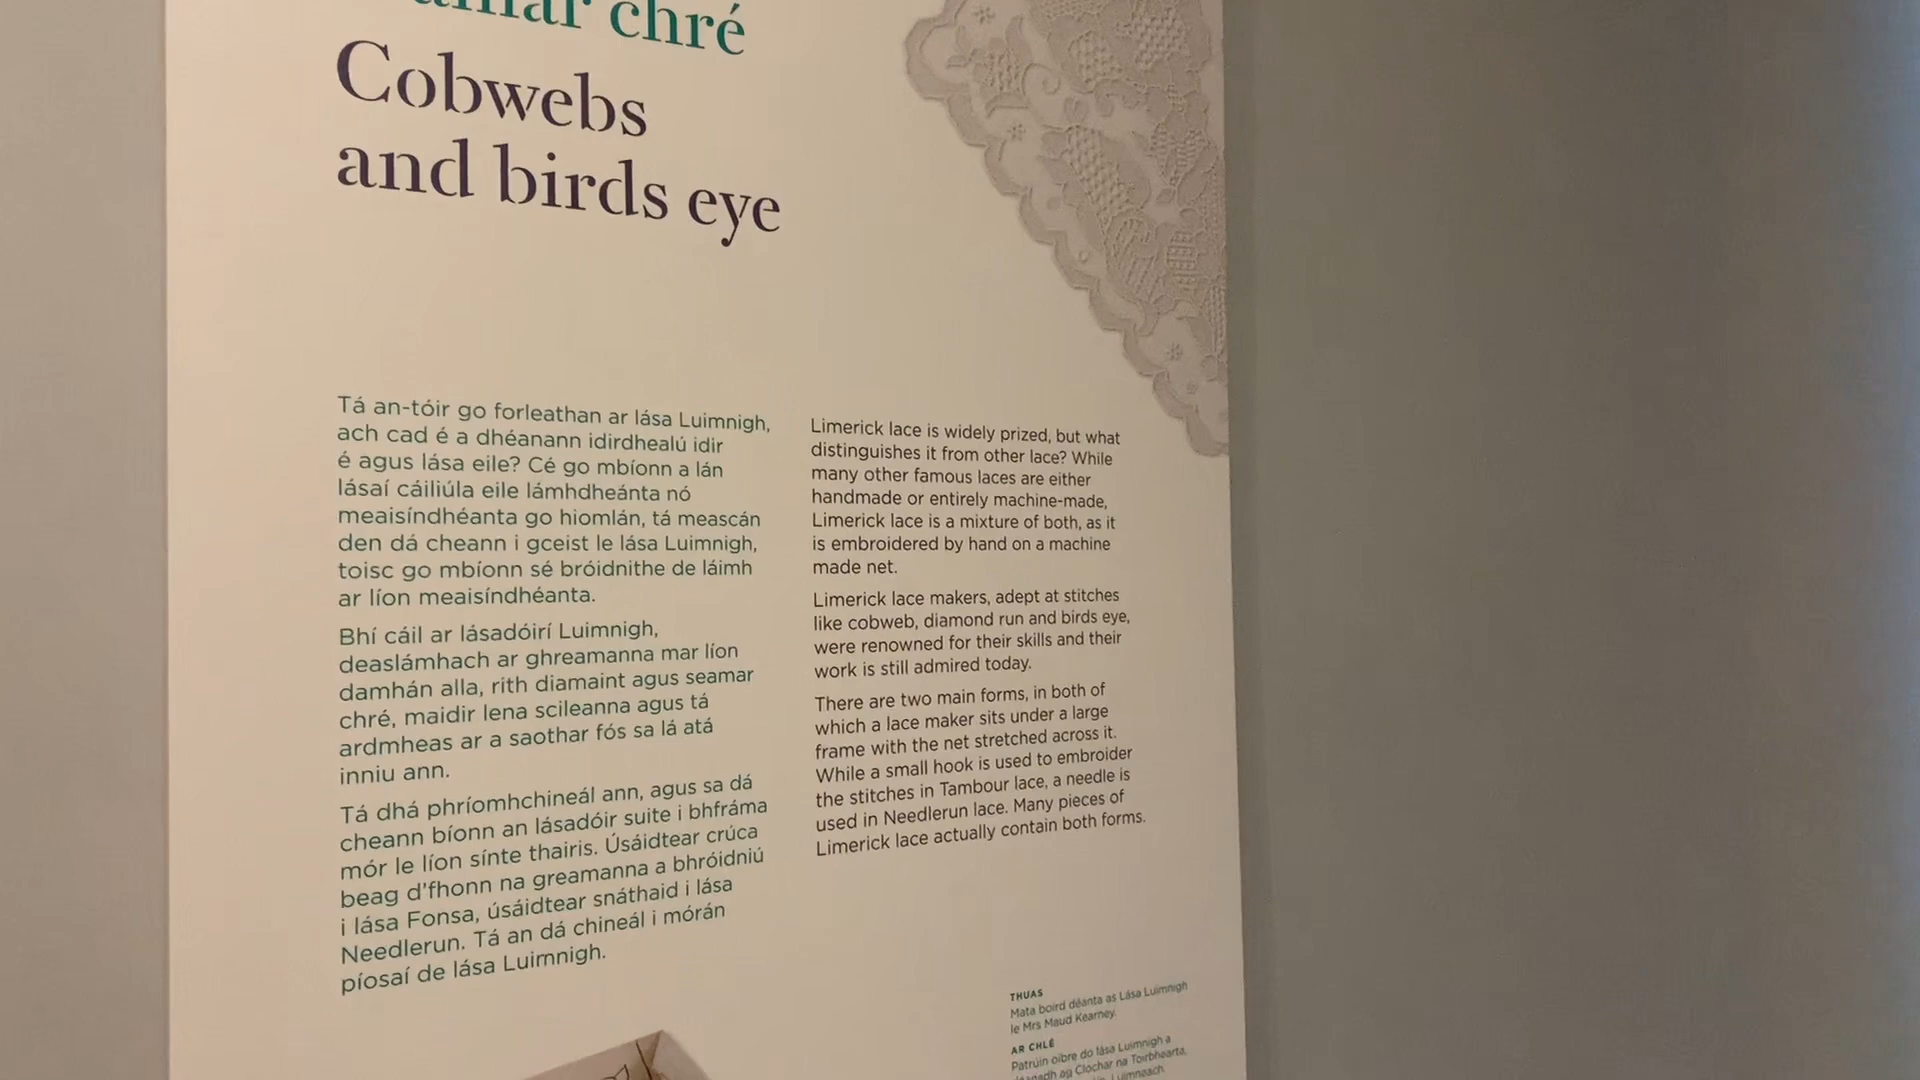 chré
Cobwebs
and birds eye
Tá an-tóir go forleathan ar lása Luimnigh,
ach cad é a dhéanann idirdhealú idir
é agus lása eile? Cé go mbíonn a lán
lásaí cáiliúla eile lámhdheánta nó
meaisíndhéanta go hiomlán, tá meascán
den dá cheann i gceist le lása Luimnigh,
toisc go mbíonn sé bróidnithe de láimh
ar líon meaisíndhéanta.
Bhí cáil ar lásadóirí Luimnigh,
deaslámhach ar ghreamanna mar líon
damhán alla, rith diamaint agus seamar
chré, maidir lena scileanna agus tá
ardmheas ar a saothar fós sa lá atá
inniu ann.
Tá dhá phríomhchineál ann, agus sa dá
cheann bíonn an lásadóir suite i bhfráma
mór le líon sínte thairis. Úsáidtear crúca
beag d'fhonn na greamanna a bhróidniú
i lása Fonsa, úsáidtear snáthaid i lása
Needlerun. Tá an dá chineál i mórán
píosaí de lása Luimnigh.
Limerick lace is widely prized, but what
distinguishes it from other lace? While
many other famous laces are either
handmade or entirely machine-made,
Limerick lace is a mixture of both, as it
is embroidered by hand on a machine
made net.
Limerick lace makers, adept at stitches
like cobweb, diamond run and birds eye,
were renowned for their skills and their
work is still admired today.
There are two main forms, in both of
which a lace maker sits under a large
frame with the net stretched across it.
While a small hook is used to embroider
the stitches in Tambour lace, a needle is
used in Needlerun lace. Many pieces of
Limerick lace actually contain both forms.
THUAS
Mata boird déanta as Lása Luimnigh
le Mrs Maud Kearney.
AR CHLÉ
Patrúin oibre do lása Luimnigh a
ag Clochar na Toirbhearta,
Luimneach.